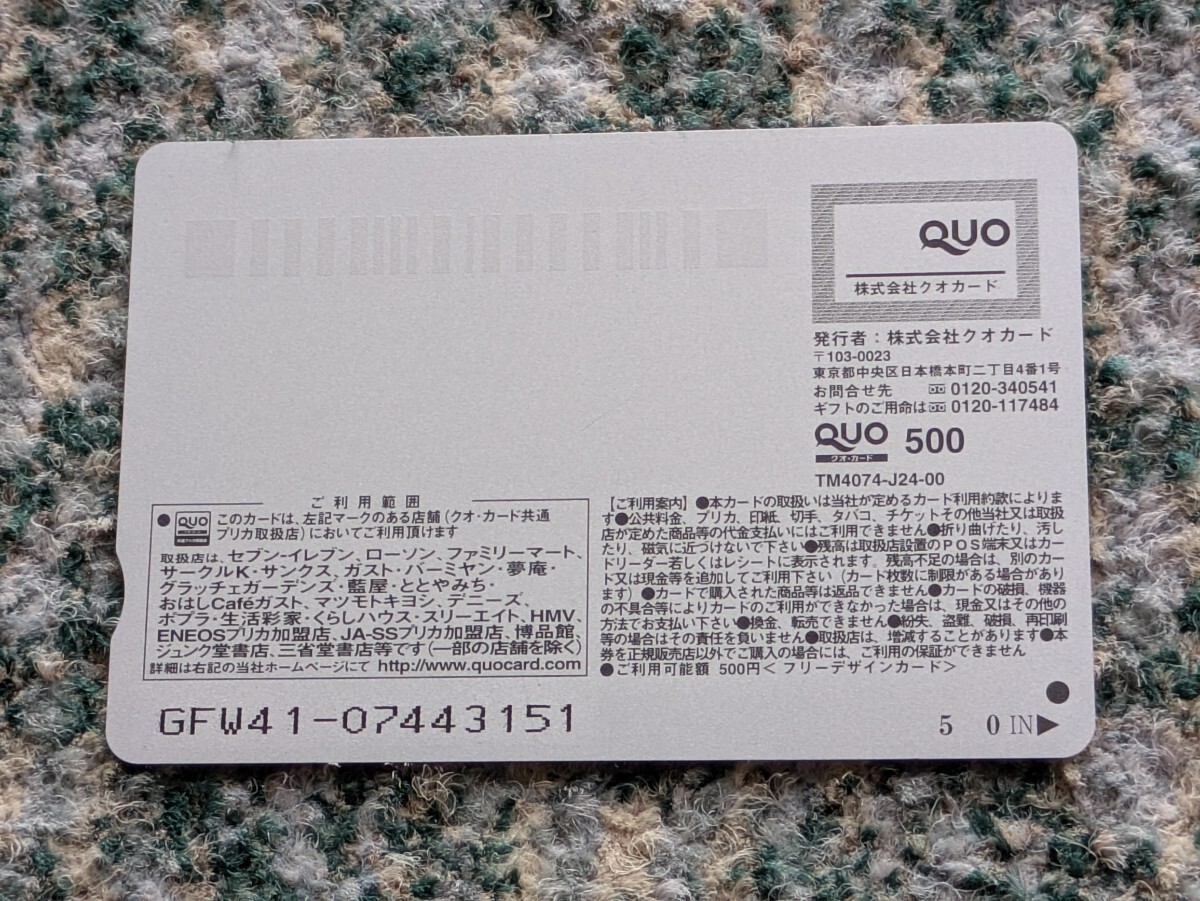 QUO
株式会社クオカード
発行者：株式会社クオカード
〒103-0023
東京都中央区日本橋本町二丁目4番1号
お問合せ先 0120-340541
ギフトのご用命は 0120-117484
QUO 500
クオ・カード
TM4074-J24-00
ご利用範囲
●QUO このカードは、左記マークのある店舗（クオ・カード共通
プリカ取扱店）においてご利用頂けます
取扱店は、セブン-イレブン、ローソン、ファミリーマート、
サークルK・サンクス、ガスト・バーミヤン・夢庵・
グラッチェガーデンズ・藍屋・ととやみち・
おはしCaféガスト、マツモトキヨシ、デニーズ、
ポプラ・生活彩家・くらしハウス・スリーエイト、HMV、
ENEOSプリカ加盟店、JA-SSプリカ加盟店、博品館、
ジュンク堂書店、三省堂書店等です（一部の店舗を除く）
詳細は右記の当社ホームページにて http://www.quocard.com
【ご利用案内】●本カードの取扱いは当社が定めるカード利用約款によりま
す●公共料金、プリカ、印紙、切手、タバコ、チケットその他当社又は取扱
店が定めた商品等の代金支払いにはご利用できません●折り曲げたり、汚し
たり、磁気に近づけないで下さい●残高は取扱店設置のPOS端末又はカー
ドリーダー若しくはレシートに表示されます。残高不足の場合は、別のカー
ド又は現金等を追加してご利用下さい（カード枚数に制限がある場合があり
ます）●カードで購入された商品等は返品できません●カードの破損、機器
の不具合等によりカードのご利用ができなかった場合は、現金又はその他の
方法でお支払い下さい●換金、転売できません●紛失、盗難、破損、再印刷
等の場合はその責任を負いません●取扱店は、増減することがあります●本
券を正規販売店以外でご購入の場合には、ご利用の保証ができません
●ご利用可能額 500円＜フリーデザインカード＞
GFW41-07443151
5 0 IN▶